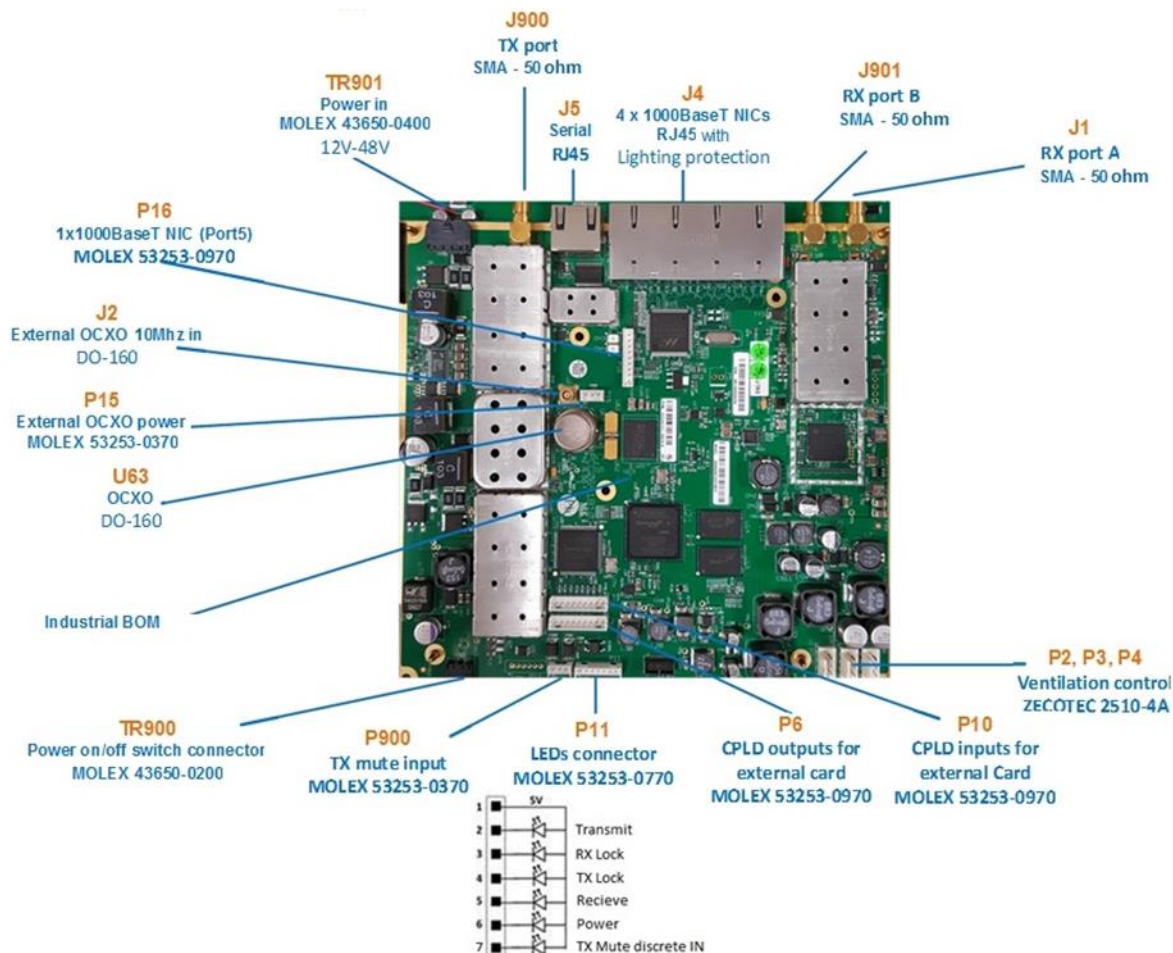 J900
TX port
SMA - 50 ohm
TR901
Power in
MOLEX 43650-0400
12V-48V
J5
Serial
RJ45
J4
4 x 1000BaseT NICs
RJ45 with
Lighting protection
J901
RX port B
SMA - 50 ohm
J1
RX port A
SMA - 50 ohm
P16
1x1000BaseT NIC (Port5)
MOLEX 53253-0970
J2
External OCXO 10Mhz in
DO-160
P15
External OCXO power
MOLEX 53253-0370
U63
OCXO
DO-160
Industrial BOM
TR900
Power on/off switch connector
MOLEX 43650-0200
P900
TX mute input
MOLEX 53253-0370
P11
LEDs connector
MOLEX 53253-0770
P6
CPLD outputs for
external card
MOLEX 53253-0970
P10
CPLD inputs for
external Card
MOLEX 53253-0970
P2, P3, P4
Ventilation control
ZECOTEC 2510-4A
1 5V
2 Transmit
3 RX Lock
4 TX Lock
5 Recieve
6 Power
7 TX Mute discrete IN